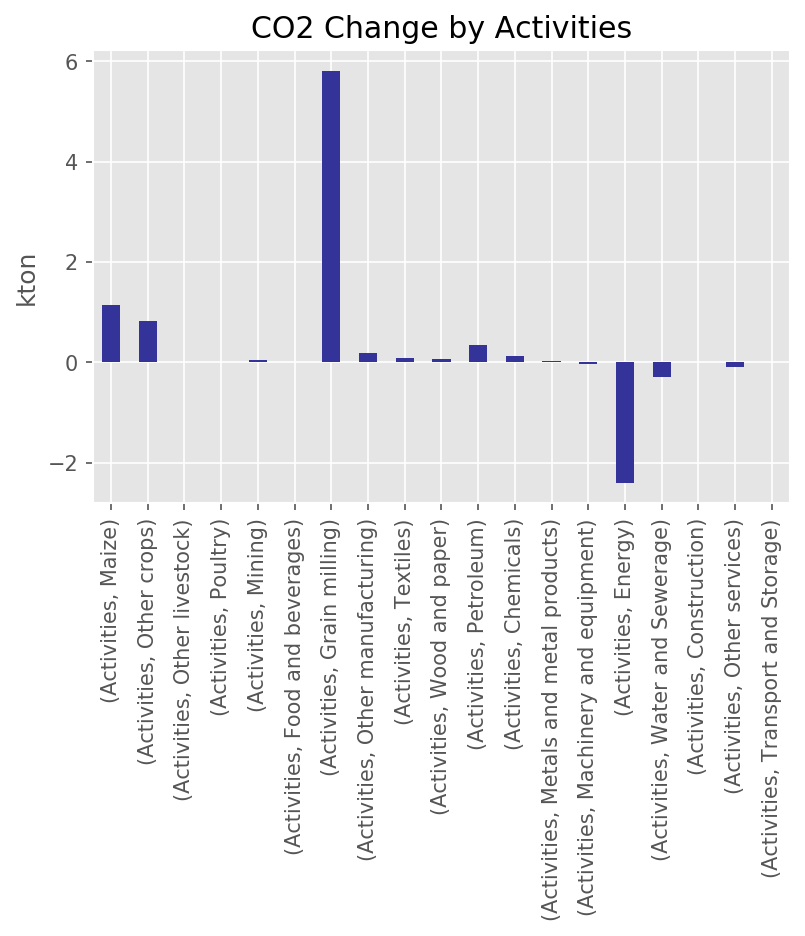 CO2 Change by Activities
kton
6
4
2
0
−2
(Activities, Maize)
(Activities, Other crops)
(Activities, Other livestock)
(Activities, Poultry)
(Activities, Mining)
(Activities, Food and beverages)
(Activities, Grain milling)
(Activities, Other manufacturing)
(Activities, Textiles)
(Activities, Wood and paper)
(Activities, Petroleum)
(Activities, Chemicals)
(Activities, Metals and metal products)
(Activities, Machinery and equipment)
(Activities, Energy)
(Activities, Water and Sewerage)
(Activities, Construction)
(Activities, Other services)
(Activities, Transport and Storage)